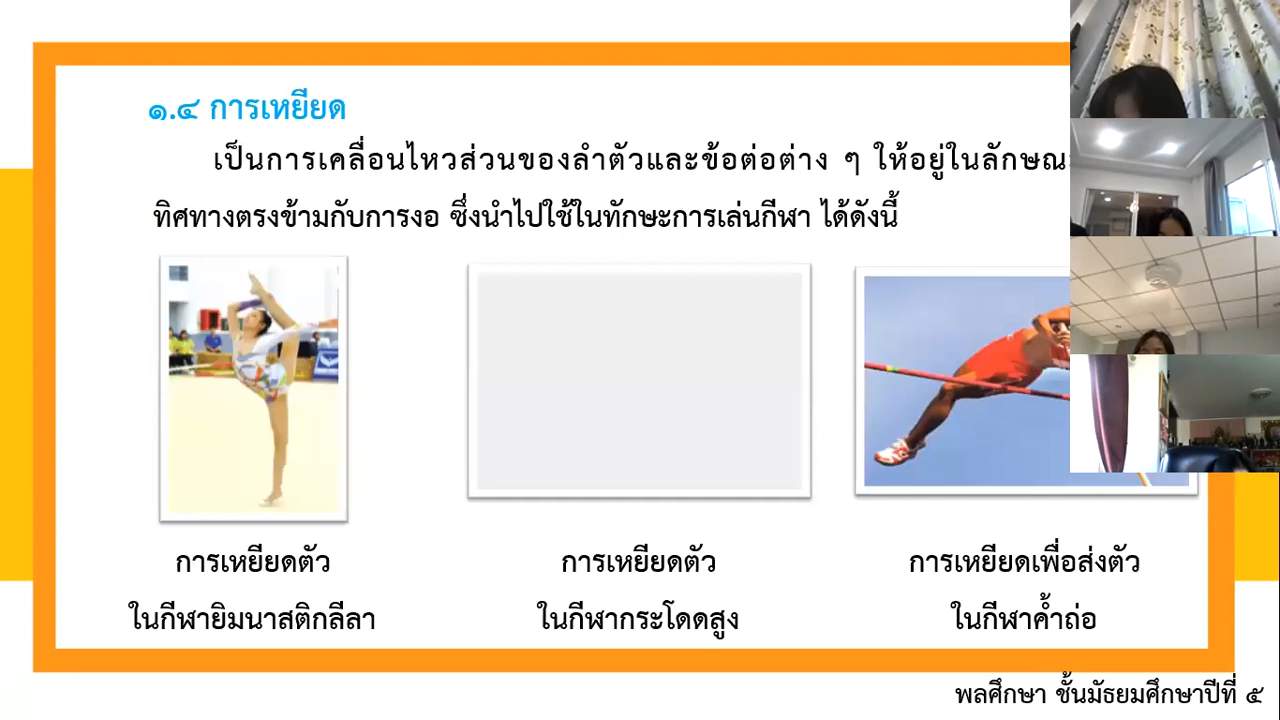 ๑.๔ การเหยียด
เป็นการเคลื่อนไหวส่วนของลำตัวและข้อต่อต่าง ๆ ให้อยู่ในลักษณะ
ทิศทางตรงข้ามกับการงอ ซึ่งนำไปใช้ในทักษะการเล่นกีฬา ได้ดังนี้
การเหยียดตัว
ในกีฬายิมนาสติกลีลา
การเหยียดตัว
ในกีฬากระโดดสูง
การเหยียดเพื่อส่งตัว
ในกีฬาค้ำถ่อ
พลศึกษา ชั้นมัธยมศึกษาปีที่ ๕